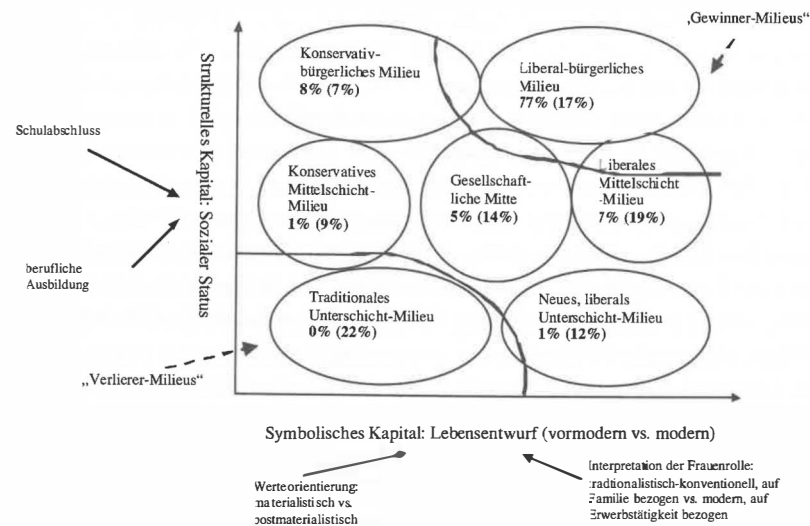 „Gewinner-Milieus“
Strukturelles Kapital: Sozialer Status
Schulabschluss
berufliche
Ausbildung
Konservativ-
bürgerliches Milieu
8% (7%)
Liberal-bürgerliches
Milieu
77% (17%)
Konservatives
Mittelschicht-
Milieu
1% (9%)
Gesellschaft-
liche Mitte
5% (14%)
Liberales
Mittelschicht
-Milieu
7% (19%)
Traditionales
Unterschicht-Milieu
0% (22%)
Neues, liberals
Unterschicht-Milieu
1% (12%)
„Verlierer-Milieus“
Symbolisches Kapital: Lebensentwurf (vormodern vs. modern)
Werteorientierung:
materialistisch vs.
postmaterialistisch
Interpretation der Frauenrolle:
tradtionalistisch-konventionell, auf
Familie bezogen vs. modern, auf
Erwerbstätigkeit bezogen